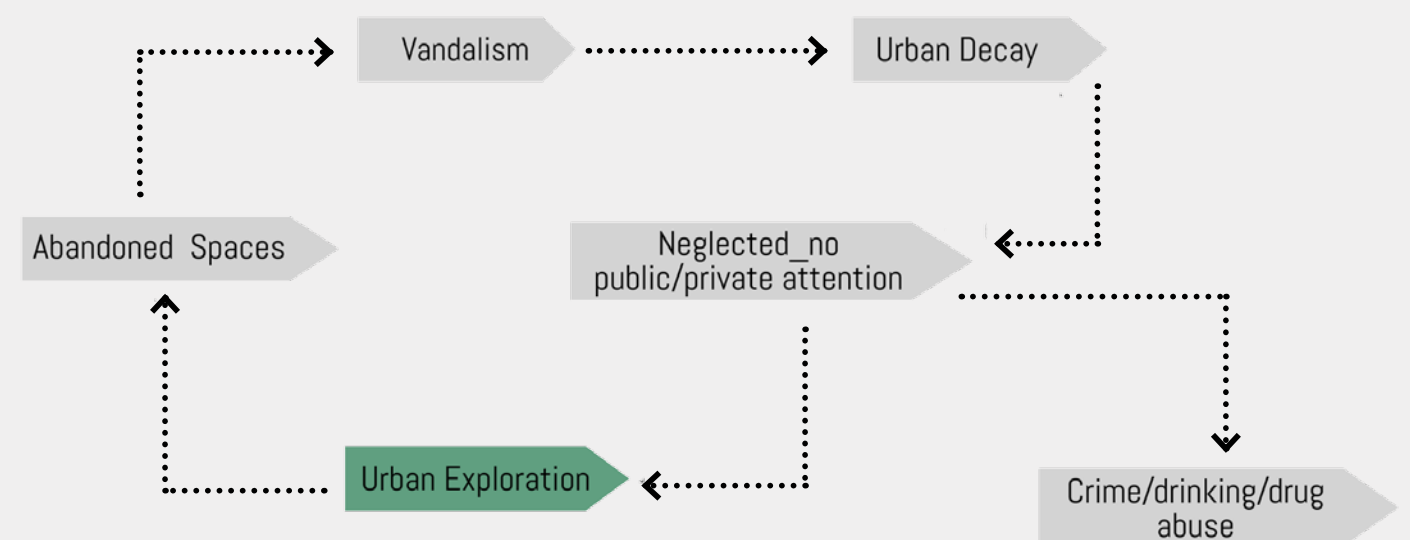 Vandalism
Urban Decay
Abandoned Spaces
Neglected_no
public/private attention
Urban Exploration
Crime/drinking/drug
abuse